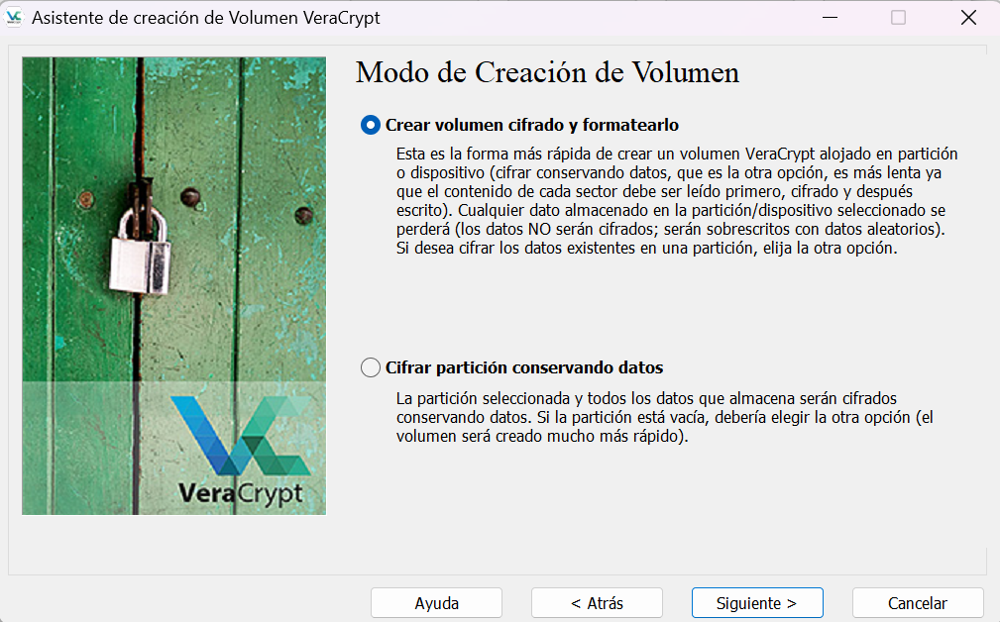 Asistente de creación de Volumen VeraCrypt
Modo de Creación de Volumen
Crear volumen cifrado y formatearlo
Esta es la forma más rápida de crear un volumen VeraCrypt alojado en partición
o dispositivo (cifrar conservando datos, que es la otra opción, es más lenta ya
que el contenido de cada sector debe ser leído primero, cifrado y después
escrito). Cualquier dato almacenado en la partición/dispositivo seleccionado se
perderá (los datos NO serán cifrados; serán sobrescritos con datos aleatorios).
Si desea cifrar los datos existentes en una partición, elija la otra opción.
Cifrar partición conservando datos
La partición seleccionada y todos los datos que almacena serán cifrados
conservando datos. Si la partición está vacía, debería elegir la otra opción (el
volumen será creado mucho más rápido).
VeraCrypt
Ayuda
< Atrás
Siguiente >
Cancelar